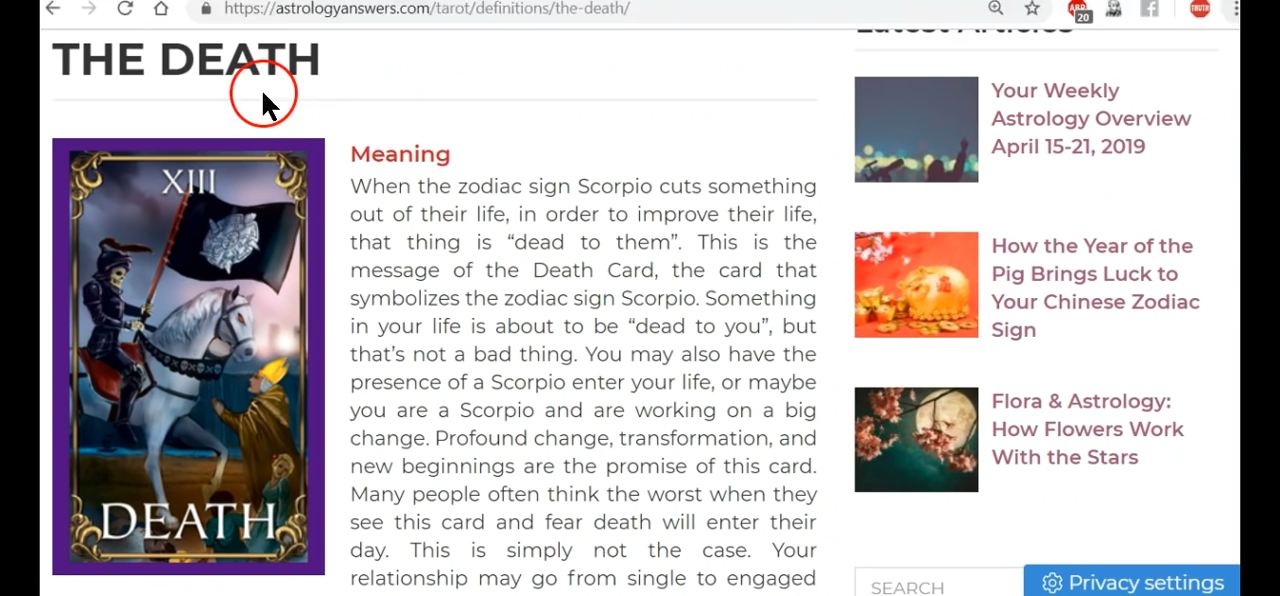 https://astrologyanswers.com/tarot/definitions/the-death/
20
TRUTH
THE DEATH
XIII
DEATH
Meaning
When the zodiac sign Scorpio cuts something
out of their life, in order to improve their life,
that thing is “dead to them”. This is the
message of the Death Card, the card that
symbolizes the zodiac sign Scorpio. Something
in your life is about to be “dead to you”, but
that’s not a bad thing. You may also have the
presence of a Scorpio enter your life, or maybe
you are a Scorpio and are working on a big
change. Profound change, transformation, and
new beginnings are the promise of this card.
Many people often think the worst when they
see this card and fear death will enter their
day. This is simply not the case. Your
relationship may go from single to engaged
Latest Articles
Your Weekly
Astrology Overview
April 15-21, 2019
How the Year of the
Pig Brings Luck to
Your Chinese Zodiac
Sign
Flora & Astrology:
How Flowers Work
With the Stars
SEARCH
Privacy settings